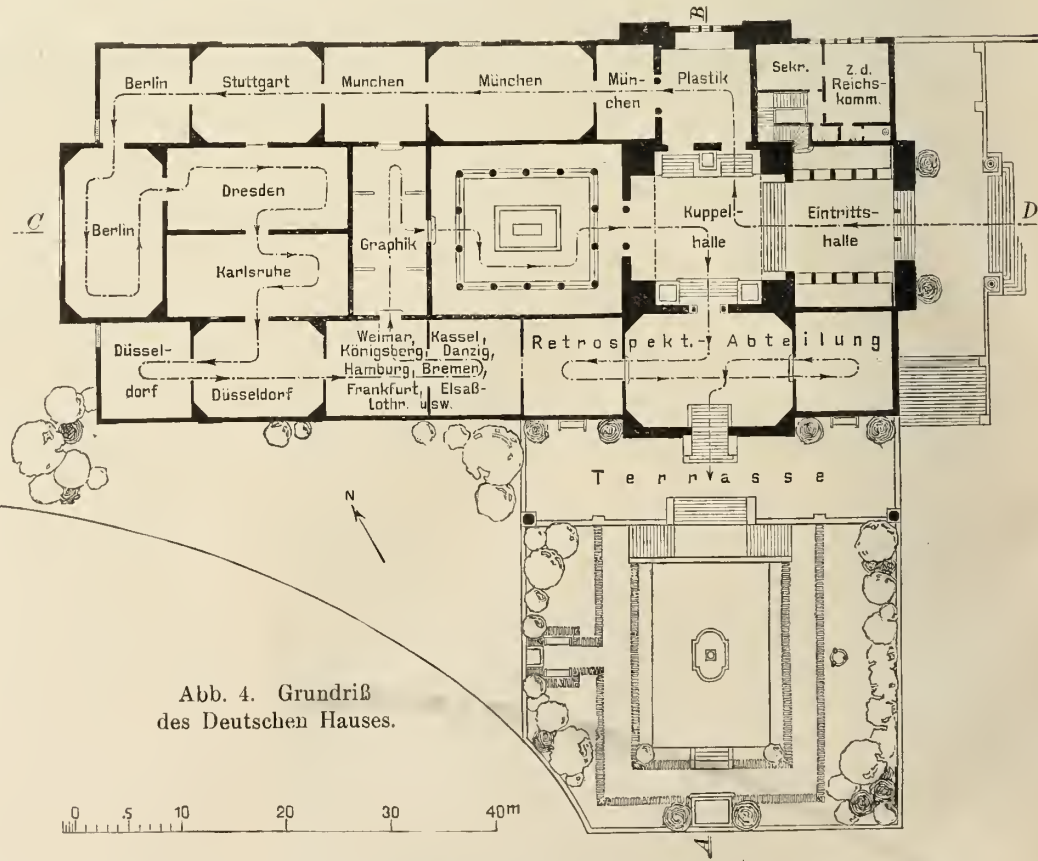 B
Berlin
Stuttgart
Munchen
München
Mün-
chen
Plastik
Sekr.
Z. d.
Reichs-
komm.
C
Berlin
Dresden
Karlsruhe
Graphik
Kuppel-
halle
Eintritts-
halle
D
Düssel-
dorf
Düsseldorf
Weimar, Kassel,
Königsberg, Danzig,
Hamburg, Bremen,
Frankfurt, Elsaß-
lothr. usw.
Retrospekt.- Abteilung
Terrasse
N
Abb. 4. Grundriß
des Deutschen Hauses.
0 5 10 20 30 40m
A